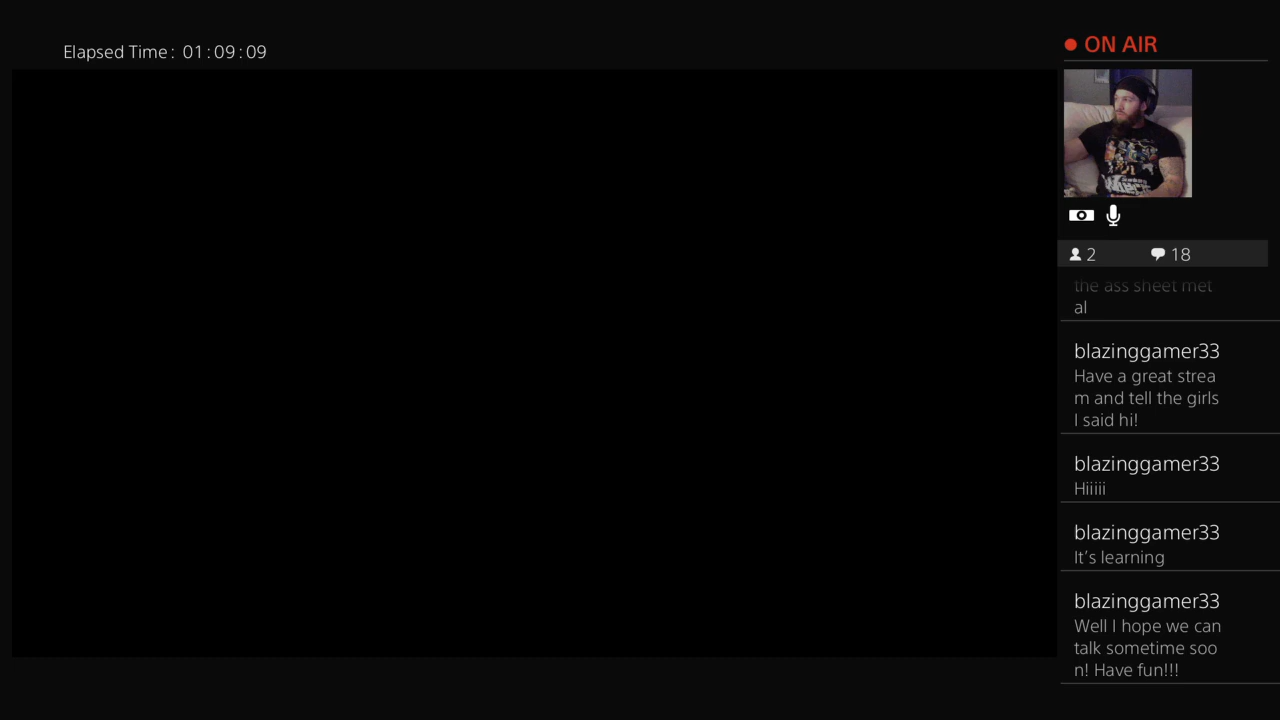 Elapsed Time: 01:09:09
ON AIR
2 18
the ass sheet met
al
blazinggamer33
Have a great strea
m and tell the girls
I said hi!
blazinggamer33
Hiiiii
blazinggamer33
It's learning
blazinggamer33
Well I hope we can
talk sometime soo
n! Have fun!!!